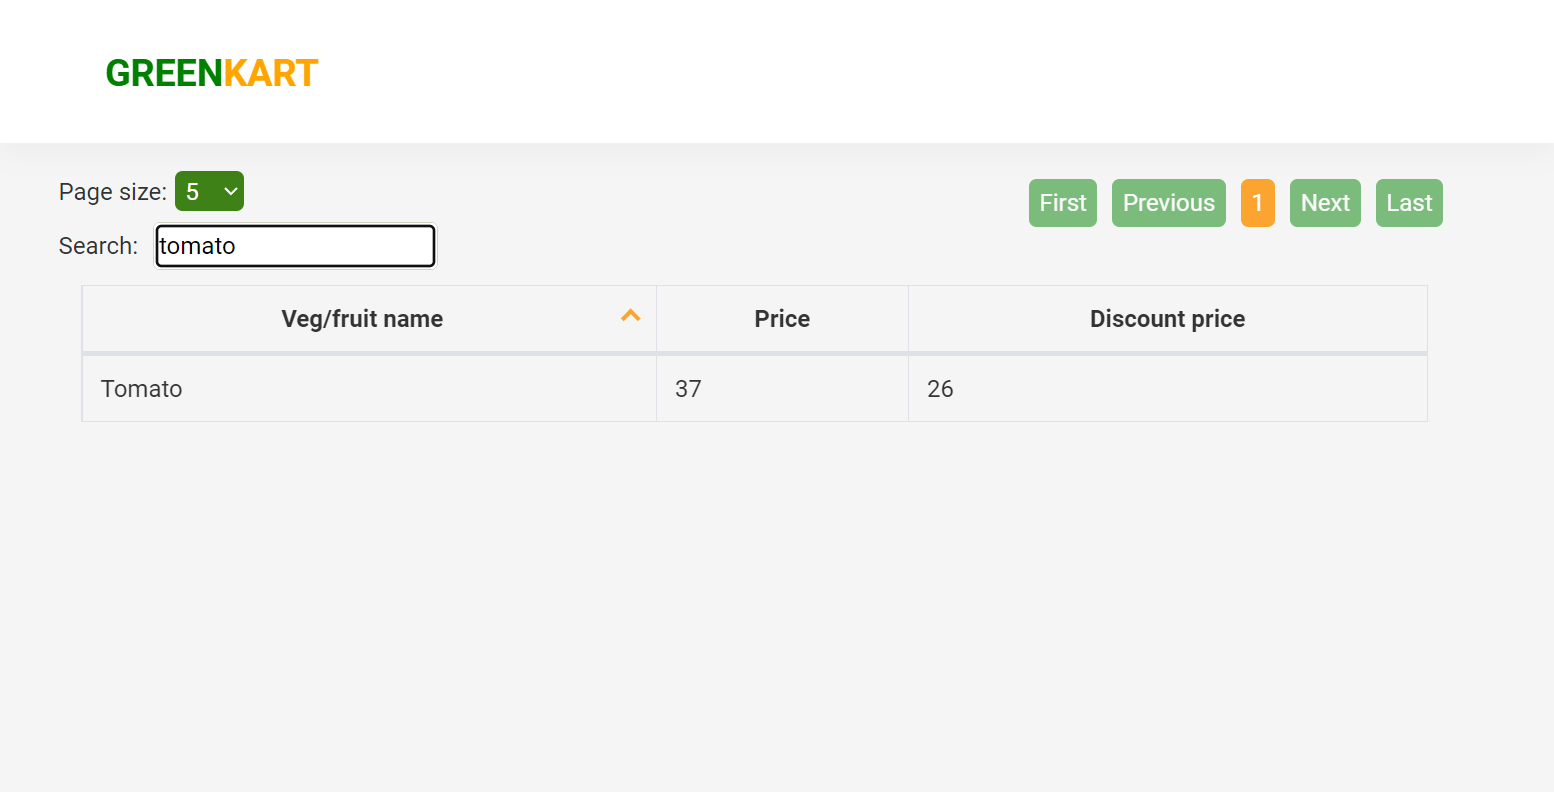 GREENKART
Page size: 5
First Previous 1 Next Last
Search: tomato
Veg/fruit name Price Discount price
Tomato 37 26